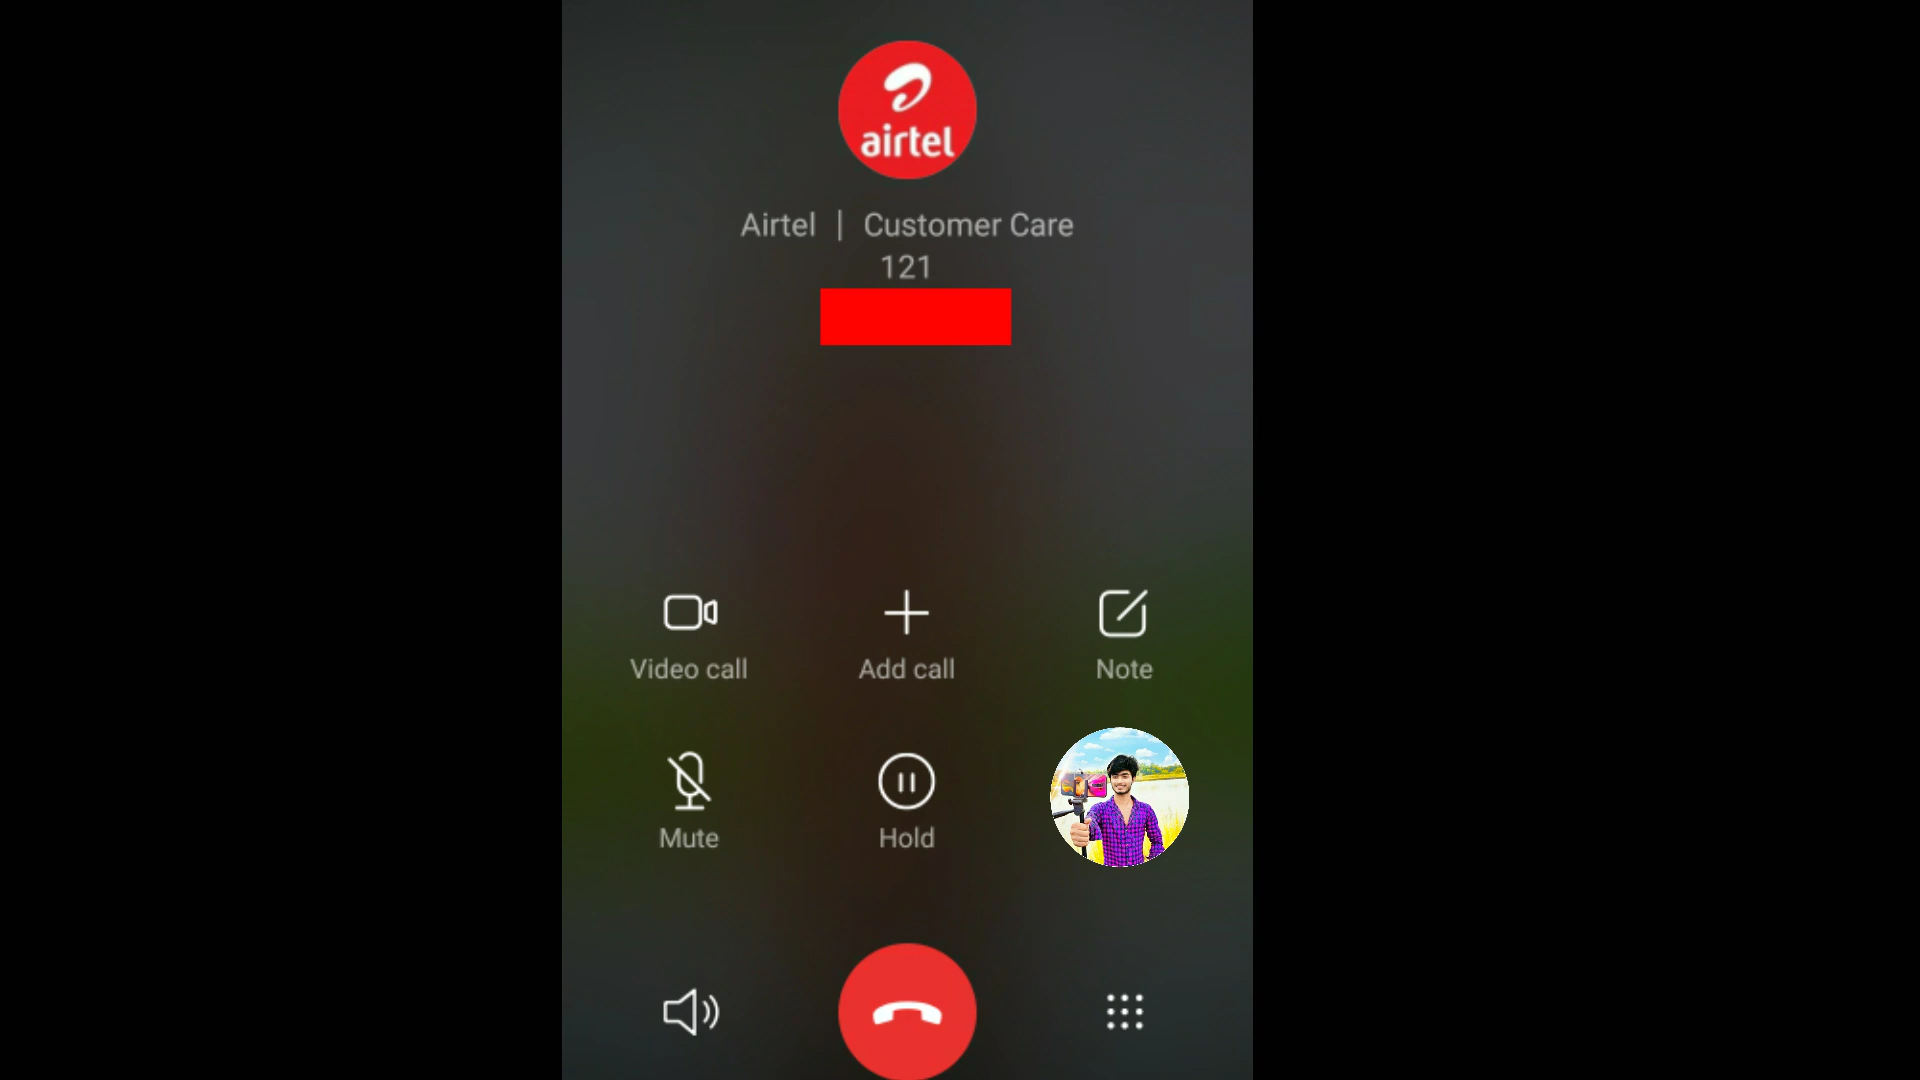 airtel
Airtel | Customer Care
121
Video call
Add call
Note
Mute
Hold